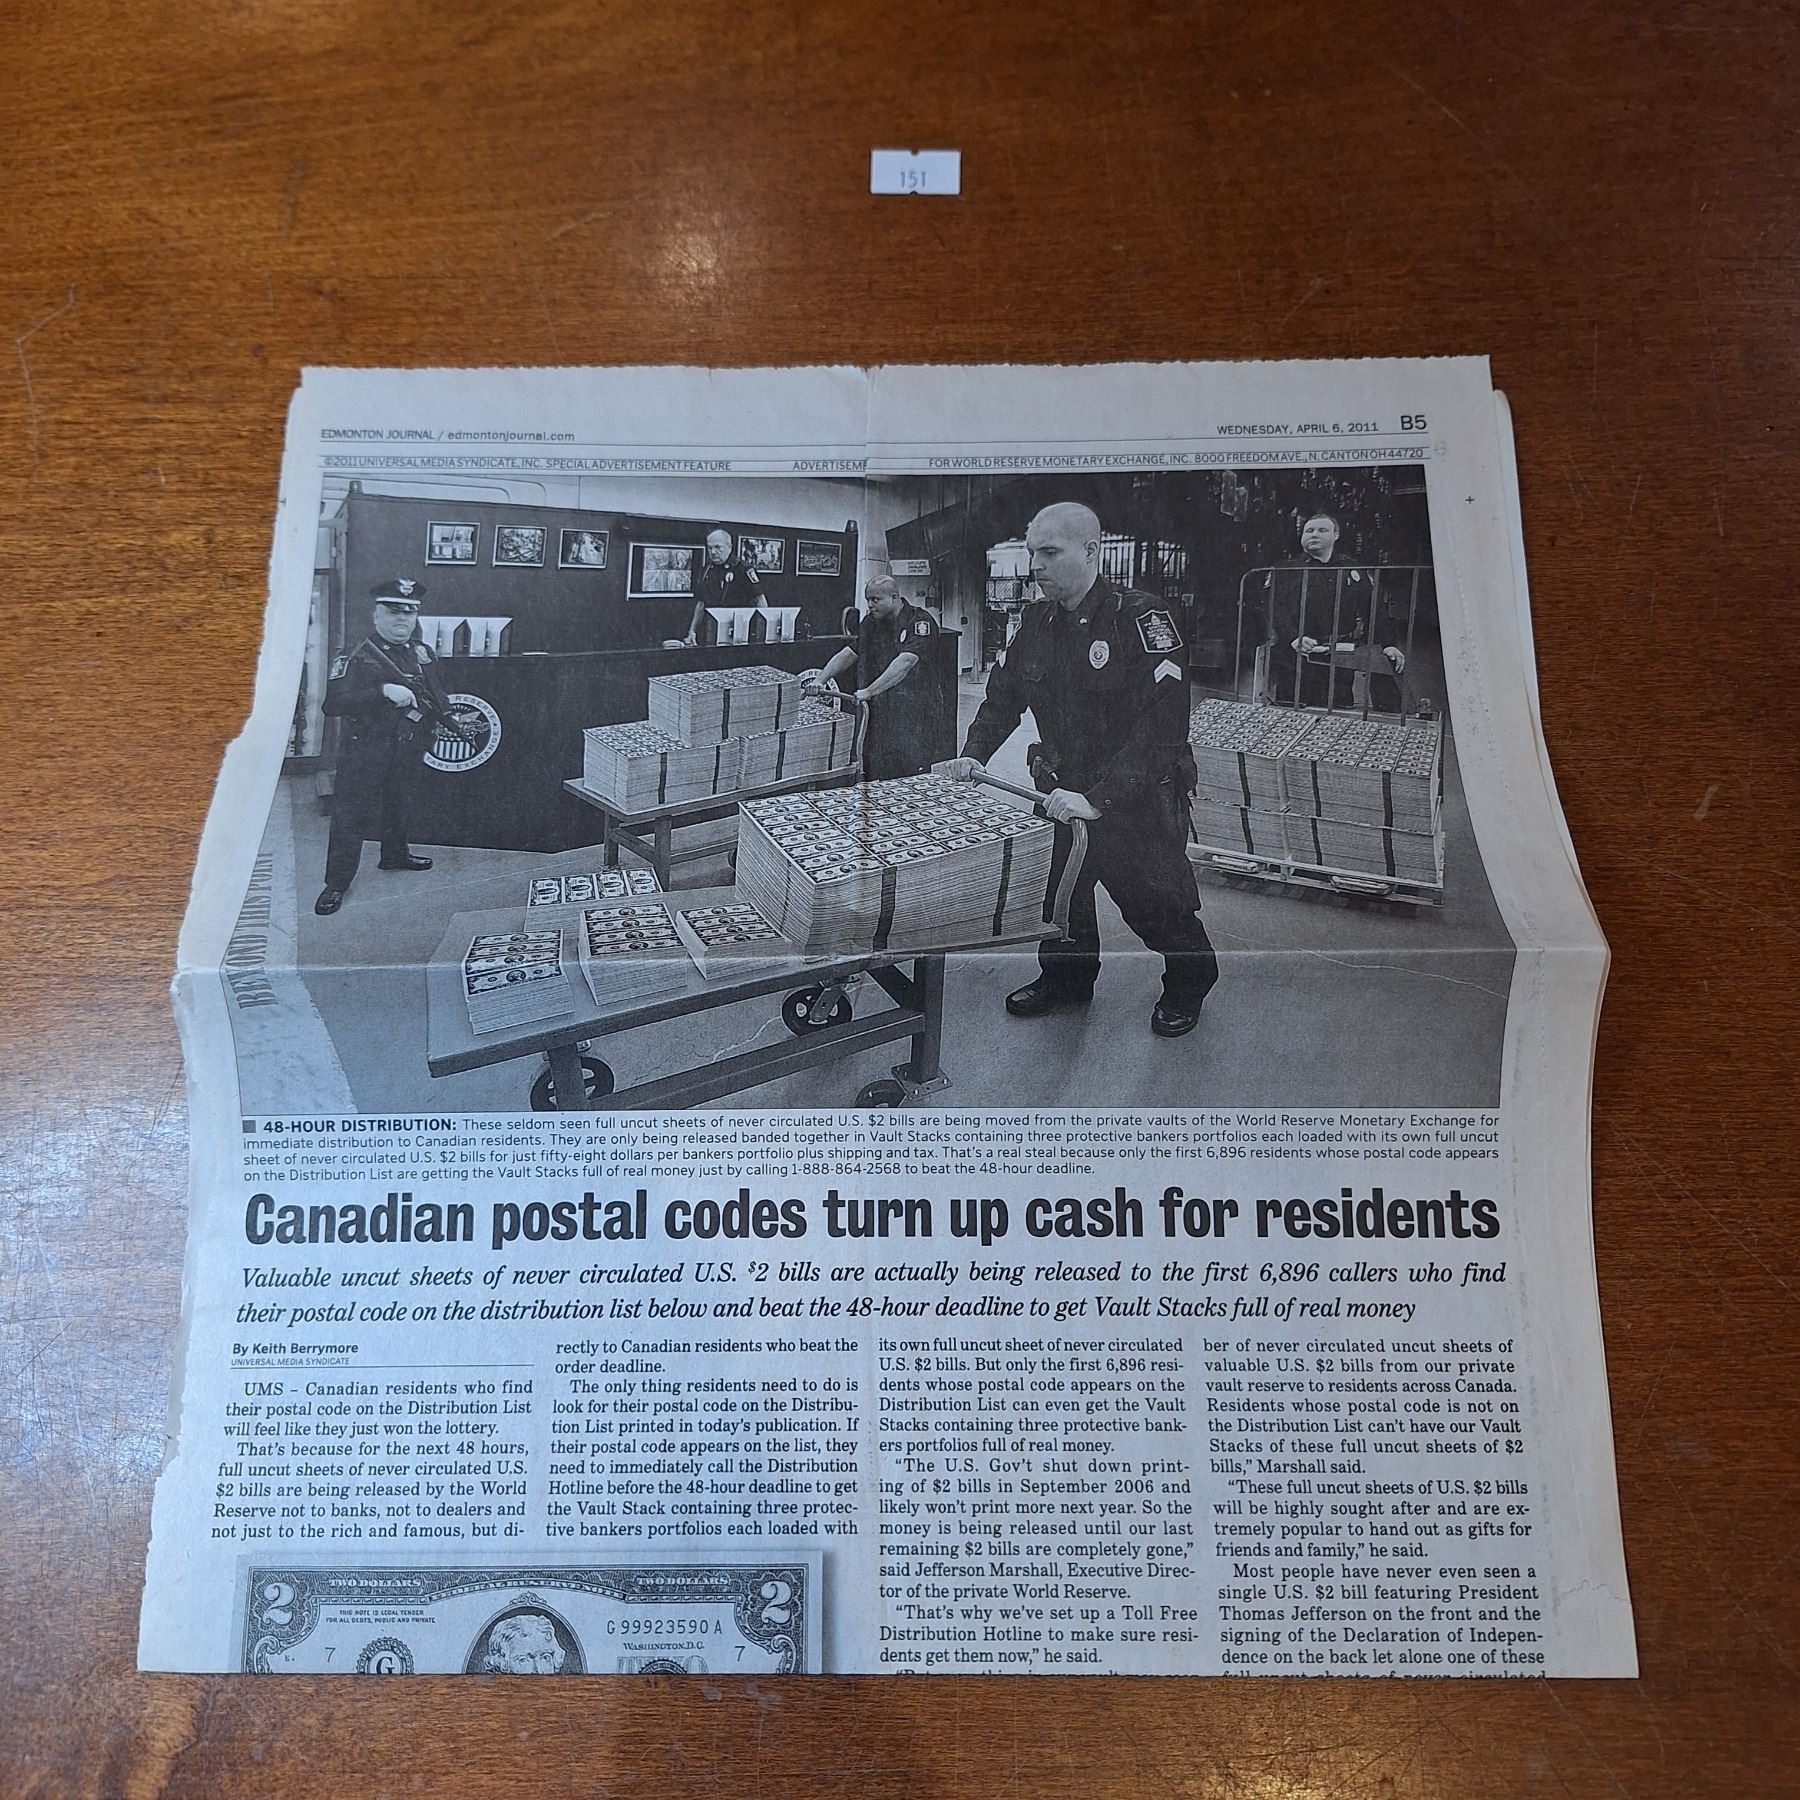 151
EDMONTON JOURNAL / edmontonjournal.com
WEDNESDAY, APRIL 6, 2011 B5
©2011 UNIVERSAL MEDIA SYNDICATE, INC. SPECIAL ADVERTISEMENT FEATURE ADVERTISEME FOR WORLD RESERVE MONETARY EXCHANGE, INC. 8000 FREEDOM AVE., N. CANTON OH 44720
BEYOND THIS POINT
■ 48-HOUR DISTRIBUTION: These seldom seen full uncut sheets of never circulated U.S. $2 bills are being moved from the private vaults of the World Reserve Monetary Exchange for
immediate distribution to Canadian residents. They are only being released banded together in Vault Stacks containing three protective bankers portfolios each loaded with its own full uncut
sheet of never circulated U.S. $2 bills for just fifty-eight dollars per bankers portfolio plus shipping and tax. That's a real steal because only the first 6,896 residents whose postal code appears
on the Distribution List are getting the Vault Stacks full of real money just by calling 1-888-864-2568 to beat the 48-hour deadline.
Canadian postal codes turn up cash for residents
Valuable uncut sheets of never circulated U.S. $2 bills are actually being released to the first 6,896 callers who find
their postal code on the distribution list below and beat the 48-hour deadline to get Vault Stacks full of real money
By Keith Berrymore
UNIVERSAL MEDIA SYNDICATE
UMS – Canadian residents who find
their postal code on the Distribution List
will feel like they just won the lottery.
That's because for the next 48 hours,
full uncut sheets of never circulated U.S.
$2 bills are being released by the World
Reserve not to banks, not to dealers and
not just to the rich and famous, but di-
rectly to Canadian residents who beat the
order deadline.
The only thing residents need to do is
look for their postal code on the Distribu-
tion List printed in today's publication. If
their postal code appears on the list, they
need to immediately call the Distribution
Hotline before the 48-hour deadline to get
the Vault Stack containing three protec-
tive bankers portfolios each loaded with
its own full uncut sheet of never circulated
U.S. $2 bills. But only the first 6,896 resi-
dents whose postal code appears on the
Distribution List can even get the Vault
Stacks containing three protective bank-
ers portfolios full of real money.
"The U.S. Gov't shut down print-
ing of $2 bills in September 2006 and
likely won't print more next year. So the
money is being released until our last
remaining $2 bills are completely gone,"
said Jefferson Marshall, Executive Direc-
tor of the private World Reserve.
"That's why we've set up a Toll Free
Distribution Hotline to make sure resi-
dents get them now," he said.
ber of never circulated uncut sheets of
valuable U.S. $2 bills from our private
vault reserve to residents across Canada.
Residents whose postal code is not on
the Distribution List can't have our Vault
Stacks of these full uncut sheets of $2
bills," Marshall said.
"These full uncut sheets of U.S. $2 bills
will be highly sought after and are ex-
tremely popular to hand out as gifts for
friends and family," he said.
Most people have never even seen a
single U.S. $2 bill featuring President
Thomas Jefferson on the front and the
signing of the Declaration of Indepen-
dence on the back let alone one of these
full uncut sheets of never circulated
2 TWO DOLLARS FEDERAL RESERVE NOTE TWO DOLLARS 2
THIS NOTE IS LEGAL TENDER
FOR ALL DEBTS, PUBLIC AND PRIVATE
G 99923590 A
WASHINGTON, D.C.
7 G 7